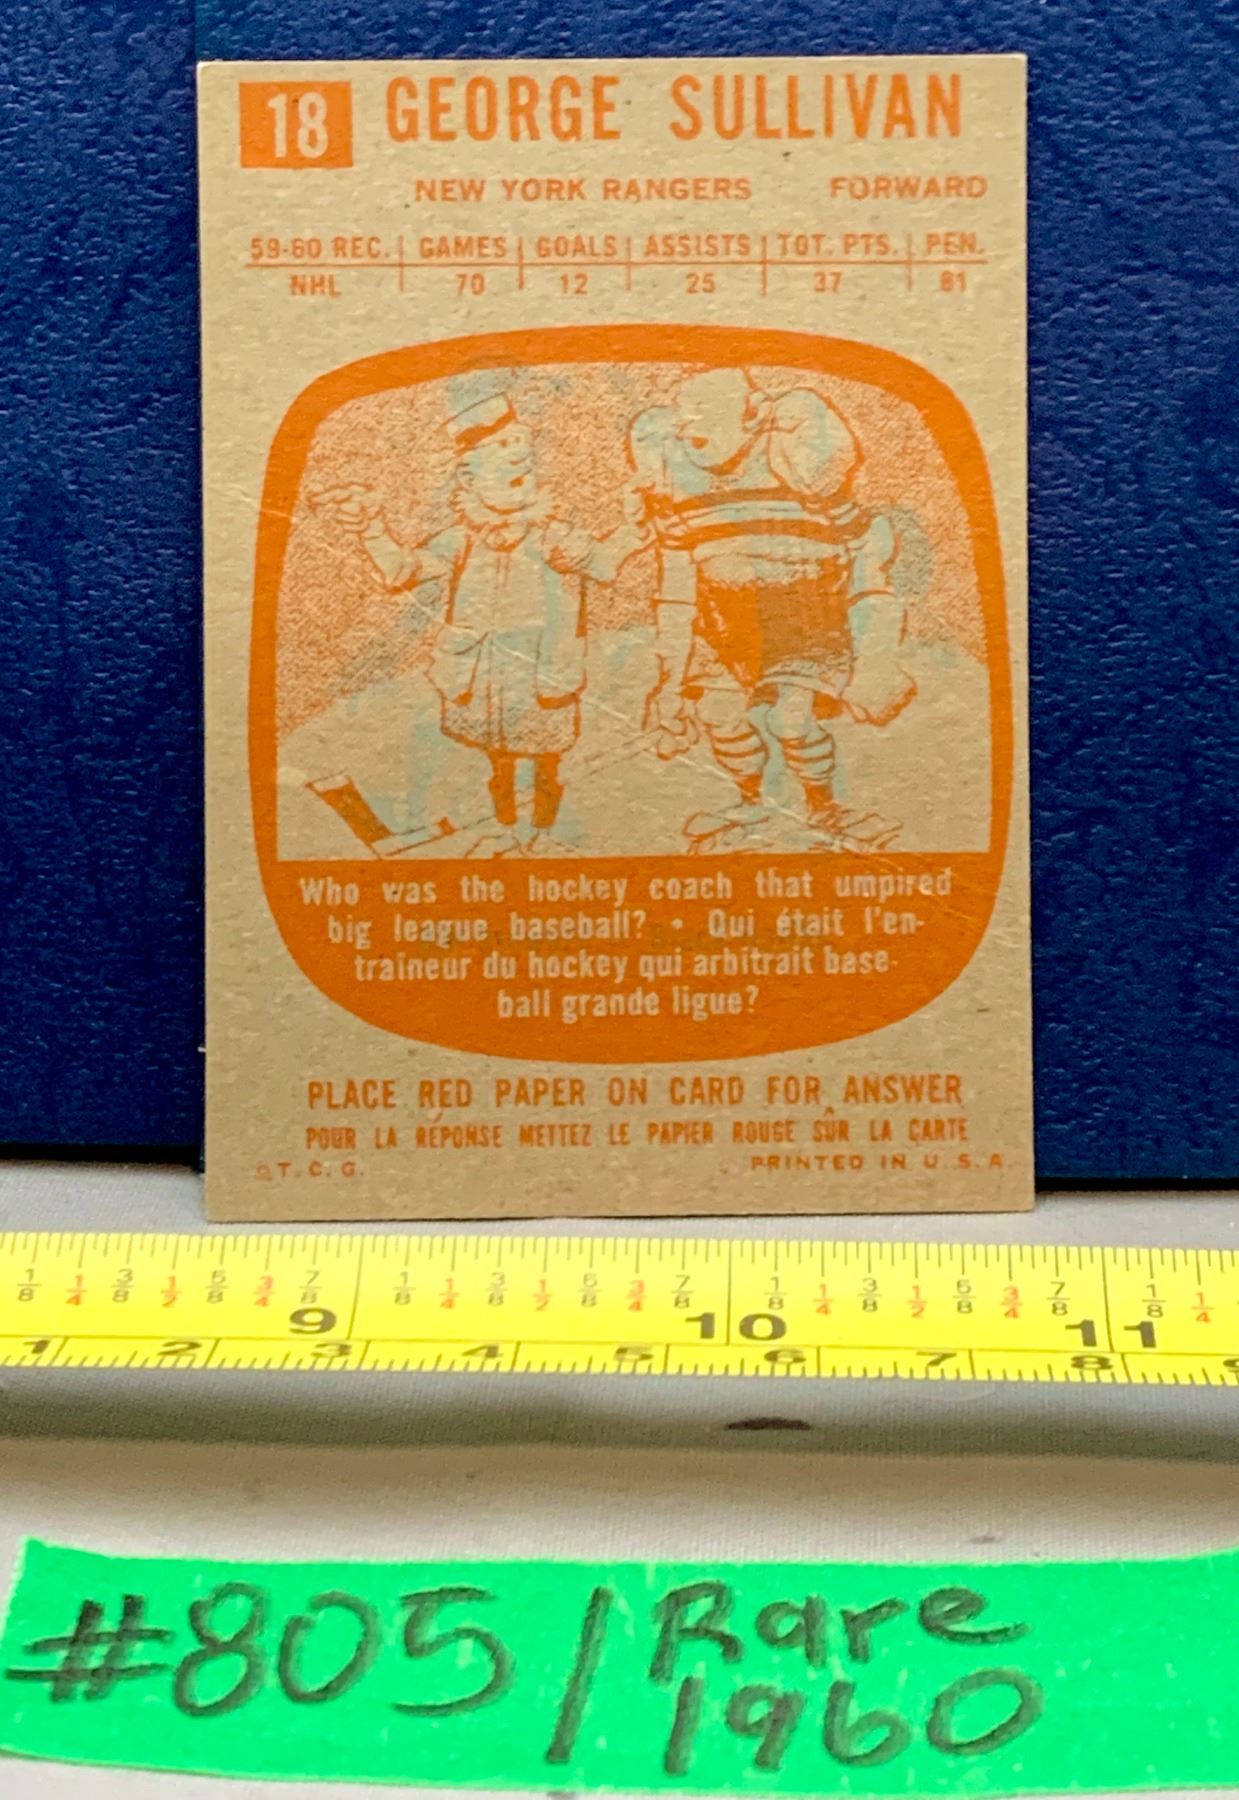 18 GEORGE SULLIVAN
NEW YORK RANGERS FORWARD
59-60 REC. GAMES GOALS ASSISTS TOT. PTS. PEN.
NHL 70 12 25 37 81
Who was the hockey coach that umpired
big league baseball? • Qui était l'en-
traineur du hockey qui arbitrait base-
ball grande ligue?
PLACE RED PAPER ON CARD FOR ANSWER
POUR LA RÉPONSE METTEZ LE PAPIER ROUGE SÛR LA CARTE
© T. C. G. PRINTED IN U.S.A.
1/8 1/4 3/8 1/2 5/8 3/4 7/8 1/8 1/4 3/8 1/2 5/8 3/4 7/8 1/8 1/4 3/8 1/2 5/8 3/4 7/8 1/8 1/4
9 10 11
1 2 3 4 5 6 7 8 9
#805 / Rare
1960